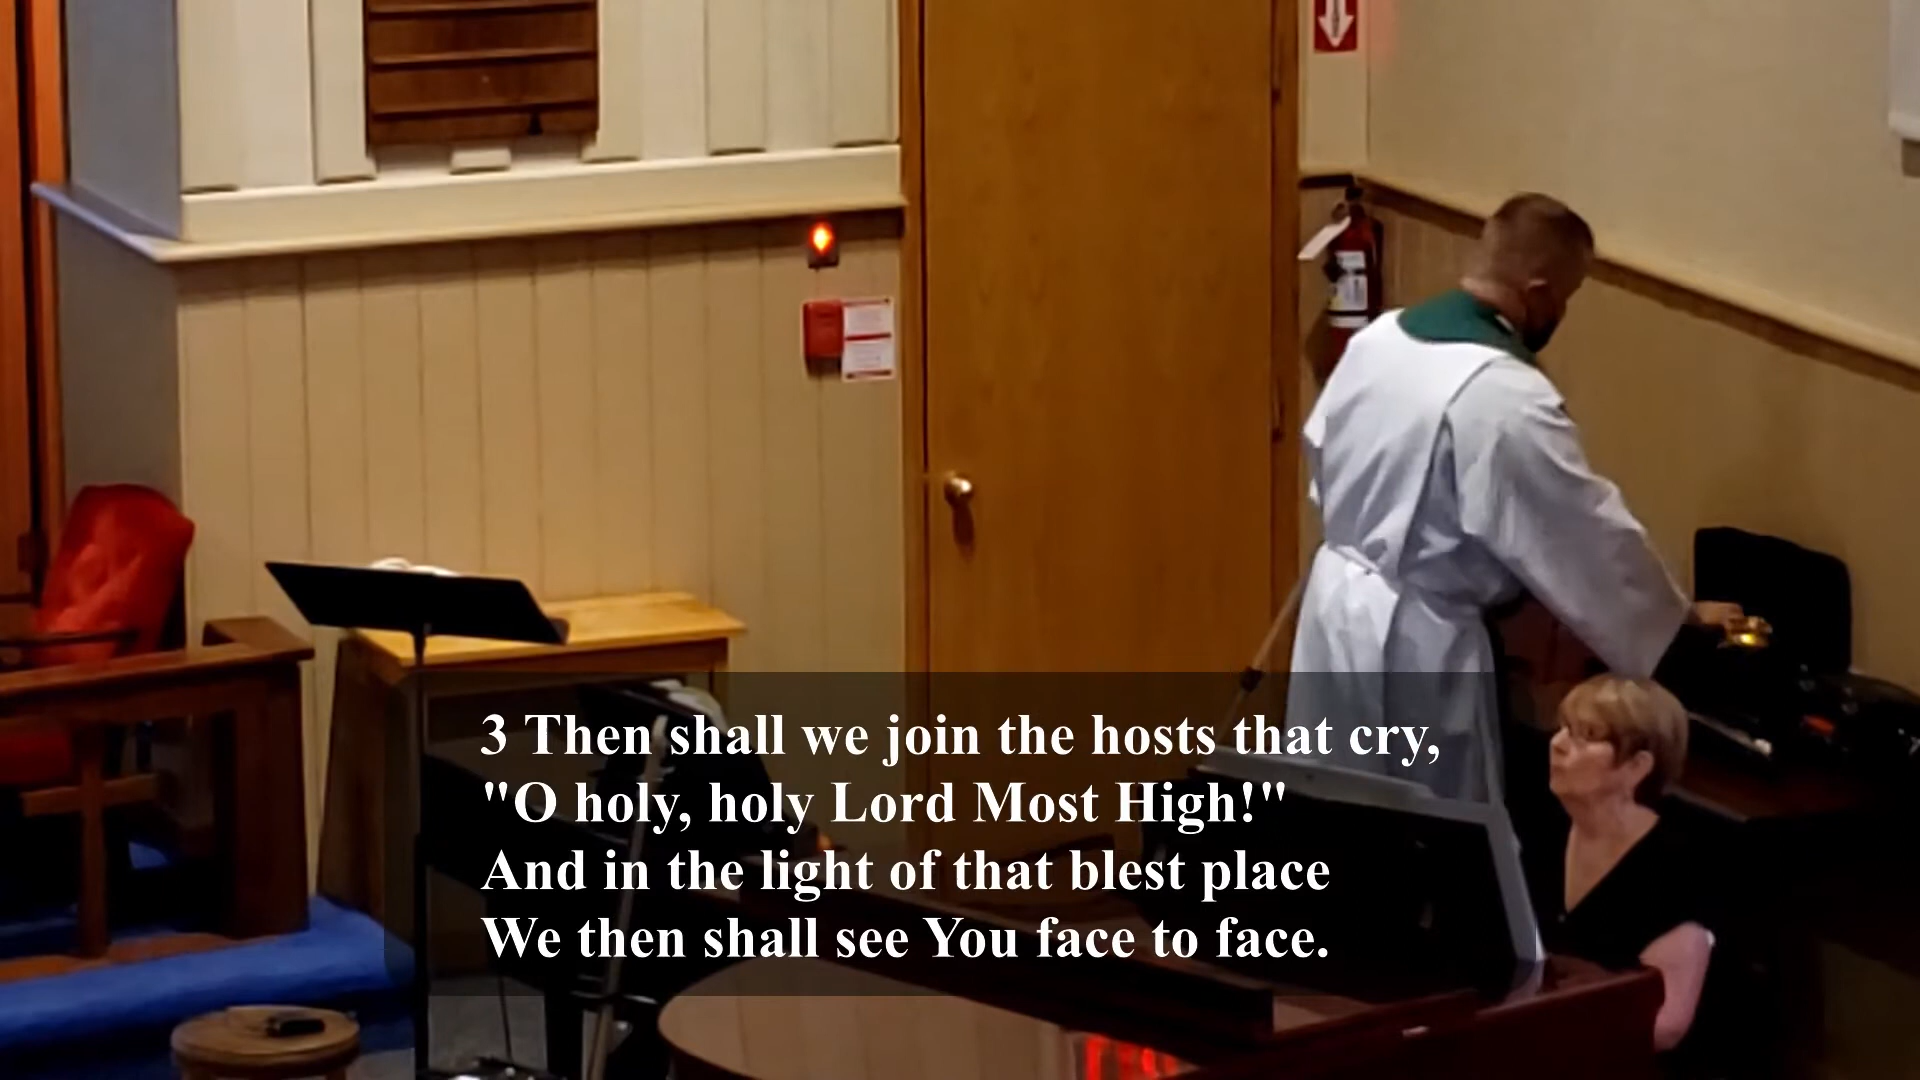 3 Then shall we join the hosts that cry,
"O holy, holy Lord Most High!"
And in the light of that blest place
We then shall see You face to face.